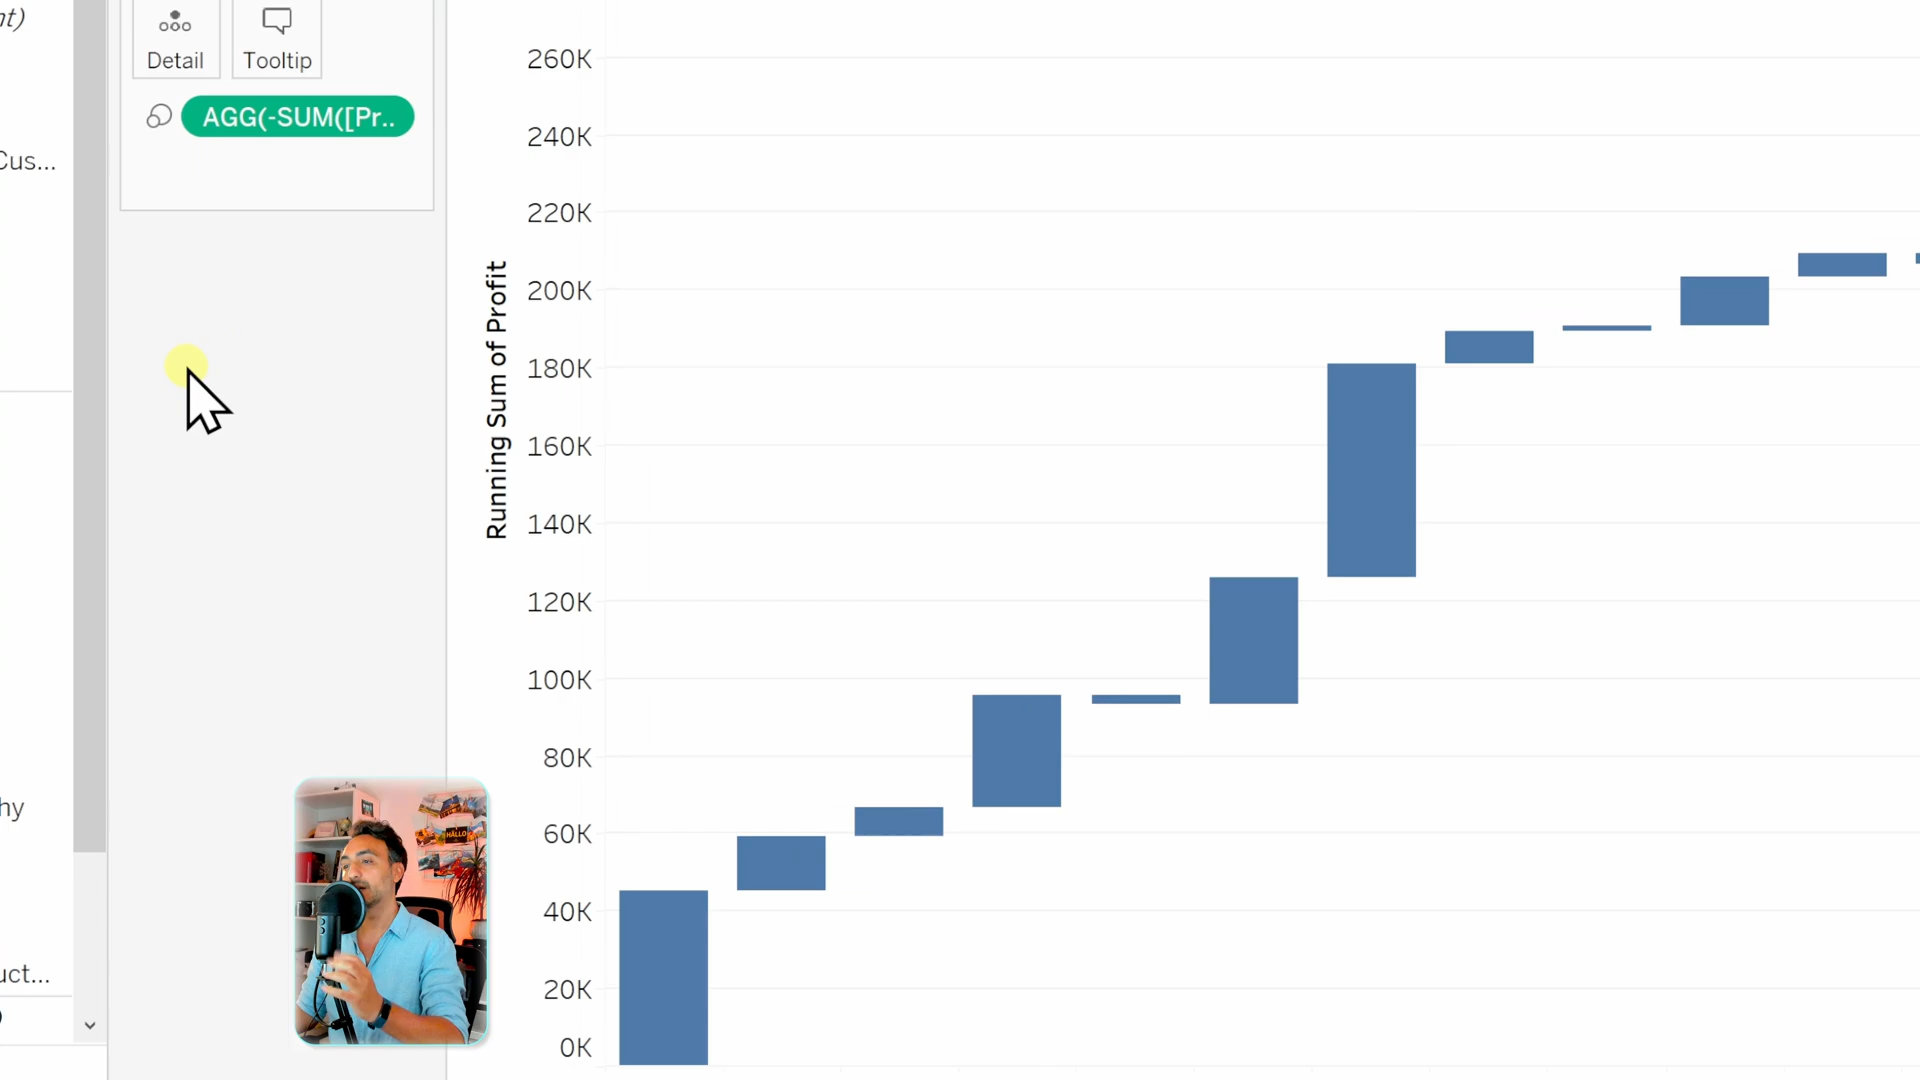 nt)
Detail
Tooltip
AGG(-SUM([Pr..
Cus...
hy
uct...
Running Sum of Profit
260K
240K
220K
200K
180K
160K
140K
120K
100K
80K
60K
40K
20K
0K
HALLO